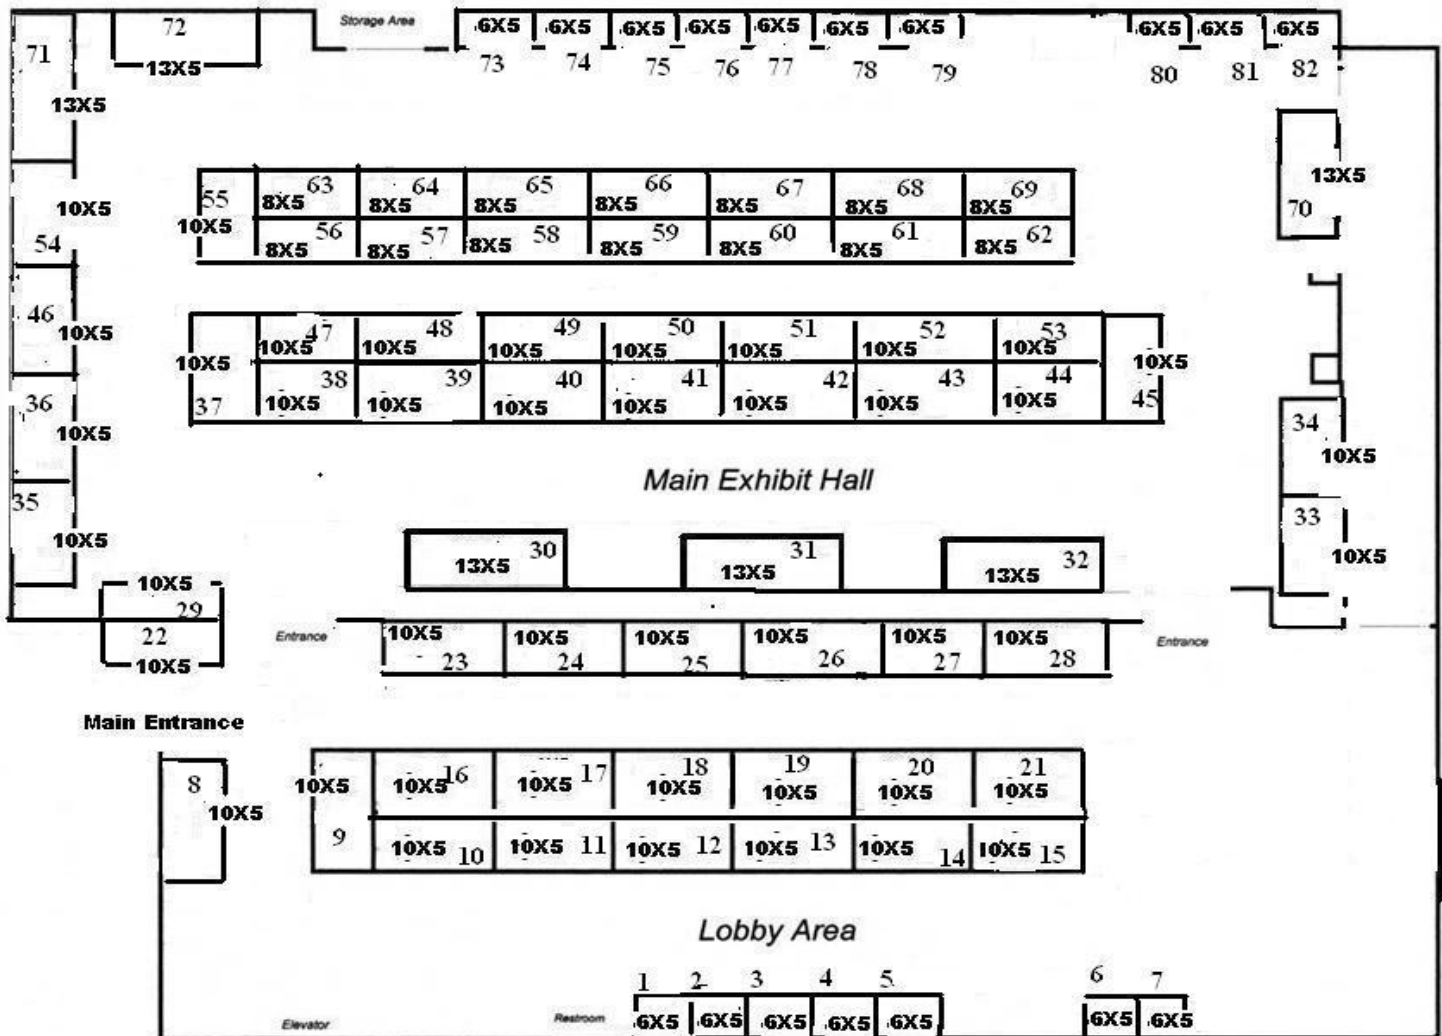 72 Storage Area 6X5 6X5 6X5 6X5 6X5 6X5 6X5 6X5 6X5 6X5
71 13X5 73 74 75 76 77 78 79 80 81 82
13X5
55 63 64 65 66 67 68 69 13X5
10X5 8X5 8X5 8X5 8X5 8X5 8X5 8X5 70
54 10X5 56 57 58 59 60 61 62
8X5 8X5 8X5 8X5 8X5 8X5 8X5
46 47 48 49 50 51 52 53
10X5 10X5 10X5 10X5 10X5 10X5 10X5 10X5 10X5 10X5
36 37 38 39 40 41 42 43 44 45 34
10X5 10X5 10X5 10X5 10X5 10X5 10X5 10X5 10X5
Main Exhibit Hall
35 33
10X5 30 31 32 10X5
13X5 13X5 13X5
10X5
29
22 Entrance 10X5 10X5 10X5 10X5 10X5 10X5 Entrance
10X5 23 24 25 26 27 28
Main Entrance
8 16 17 18 19 20 21
10X5 10X5 10X5 10X5 10X5 10X5 10X5 10X5
9 10X5 10 10X5 11 10X5 12 10X5 13 10X5 14 10X5 15
Lobby Area
1 2 3 4 5 6 7
Elevator Restroom 6X5 6X5 6X5 6X5 6X5 6X5 6X5